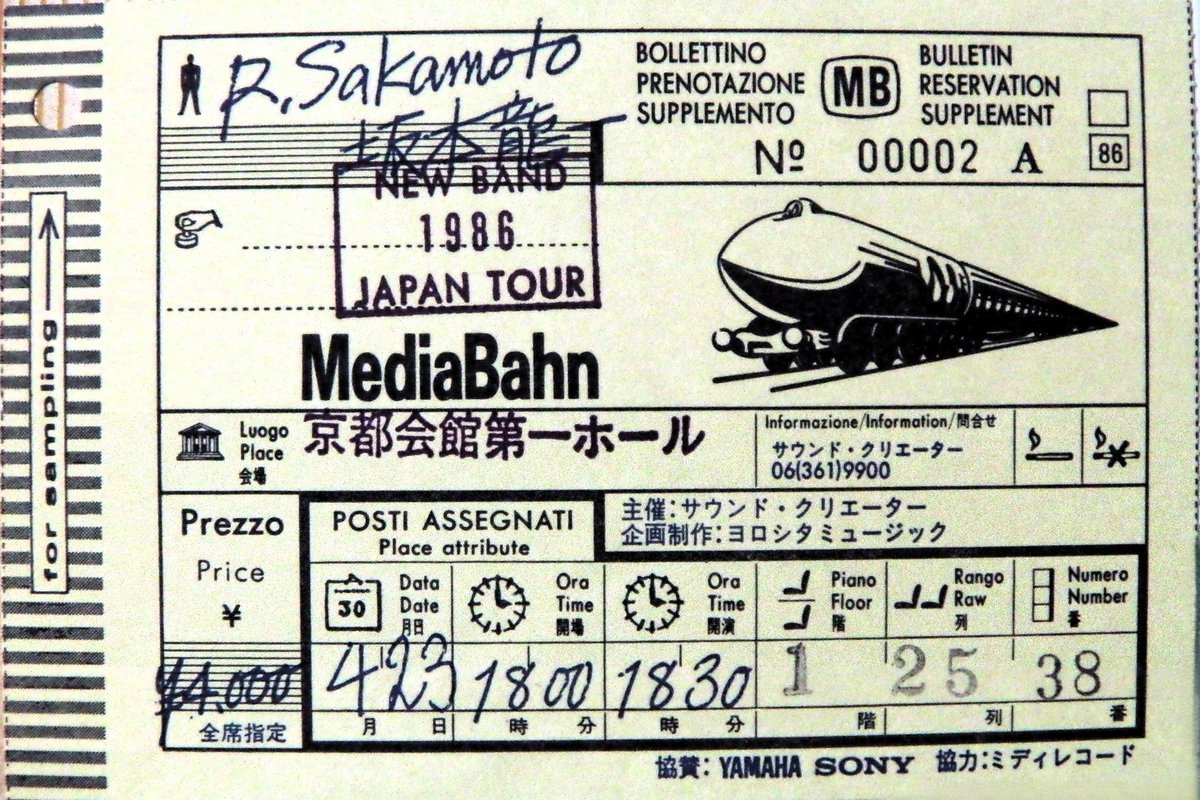 R. Sakamoto
坂本龍一
BOLLETTINO
PRENOTAZIONE
SUPPLEMENTO
MB
BULLETIN
RESERVATION
SUPPLEMENT
Nº 00002 A
86
NEW BAND
1986
JAPAN TOUR
MediaBahn
for sampling
Luogo
Place
会場
京都会館第一ホール
Informazione/Information/問合せ
サウンド・クリエーター
06(361)9900
Prezzo
Price
¥
¥4.000
全席指定
POSTI ASSEGNATI
Place attribute
主催:サウンド・クリエーター
企画制作:ヨロシタミュージック
30
Data
Date
月日
Ora
Time
開場
Ora
Time
開演
Piano
Floor
階
Rango
Raw
列
Numero
Number
番
4 23 18 00 18 30 1 25 38
月 日 時 分 時 分 階 列 番
協賛: YAMAHA SONY 協力:ミディレコード